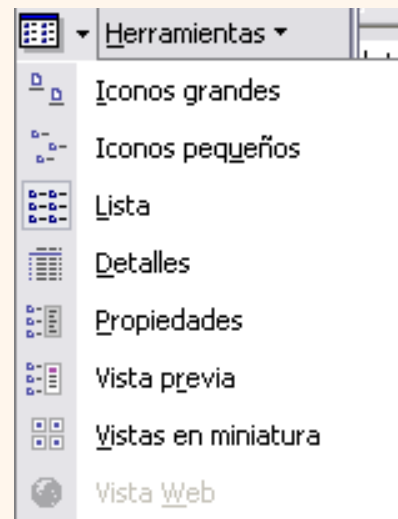 Herramientas
Iconos grandes
Iconos pequeños
Lista
Detalles
Propiedades
Vista previa
Vistas en miniatura
Vista Web